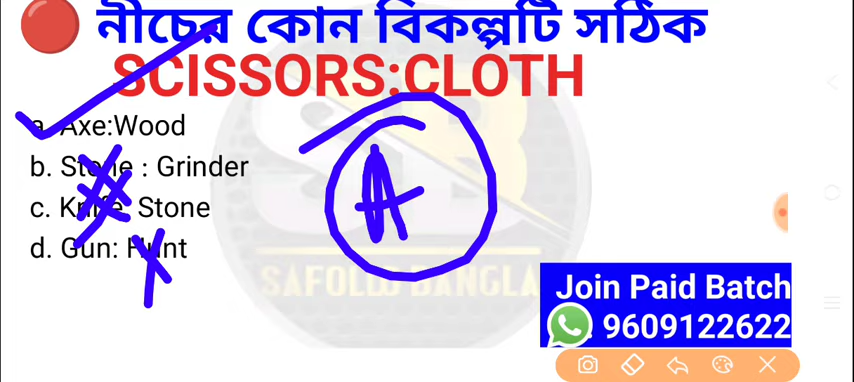 নীচের কোন বিকল্পটি সঠিক
SCISSORS:CLOTH
a. Axe:Wood
b. Stone : Grinder
c. Knife: Stone
d. Gun: Hunt
A
SAFOLLO BANGLA
Join Paid Batch
9609122622